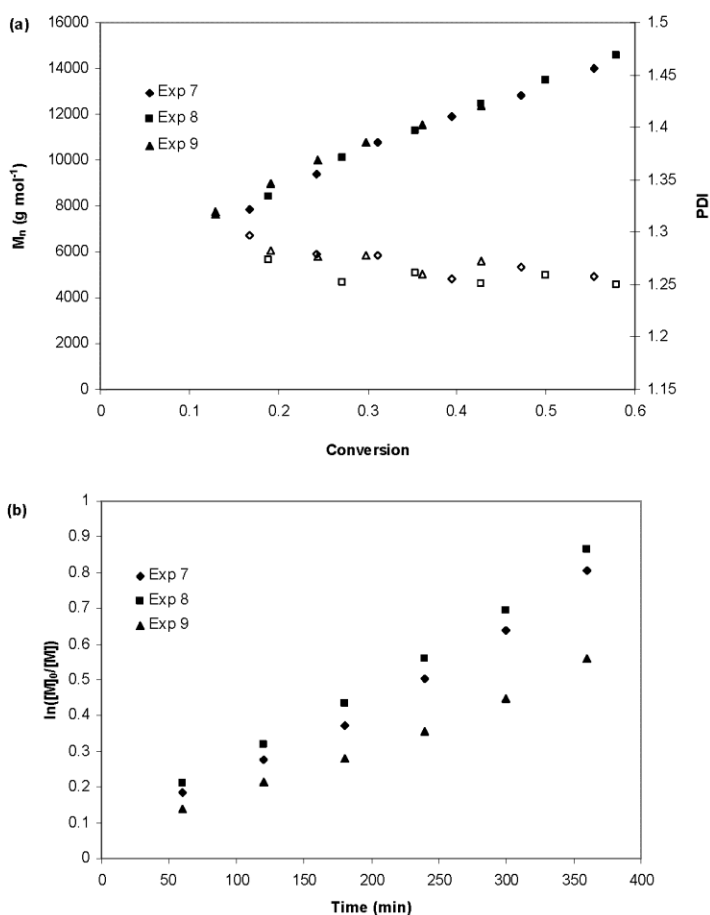 (a)
16000
14000
12000
10000
8000
6000
4000
2000
0
Mₙ (g mol⁻¹)
Exp 7
Exp 8
Exp 9
1.5
1.45
1.4
1.35
1.3
1.25
1.2
1.15
PDI
0 0.1 0.2 0.3 0.4 0.5 0.6
Conversion
(b)
1
0.9
0.8
0.7
0.6
0.5
0.4
0.3
0.2
0.1
0
ln([M]₀/[M])
Exp 7
Exp 8
Exp 9
0 50 100 150 200 250 300 350 400
Time (min)